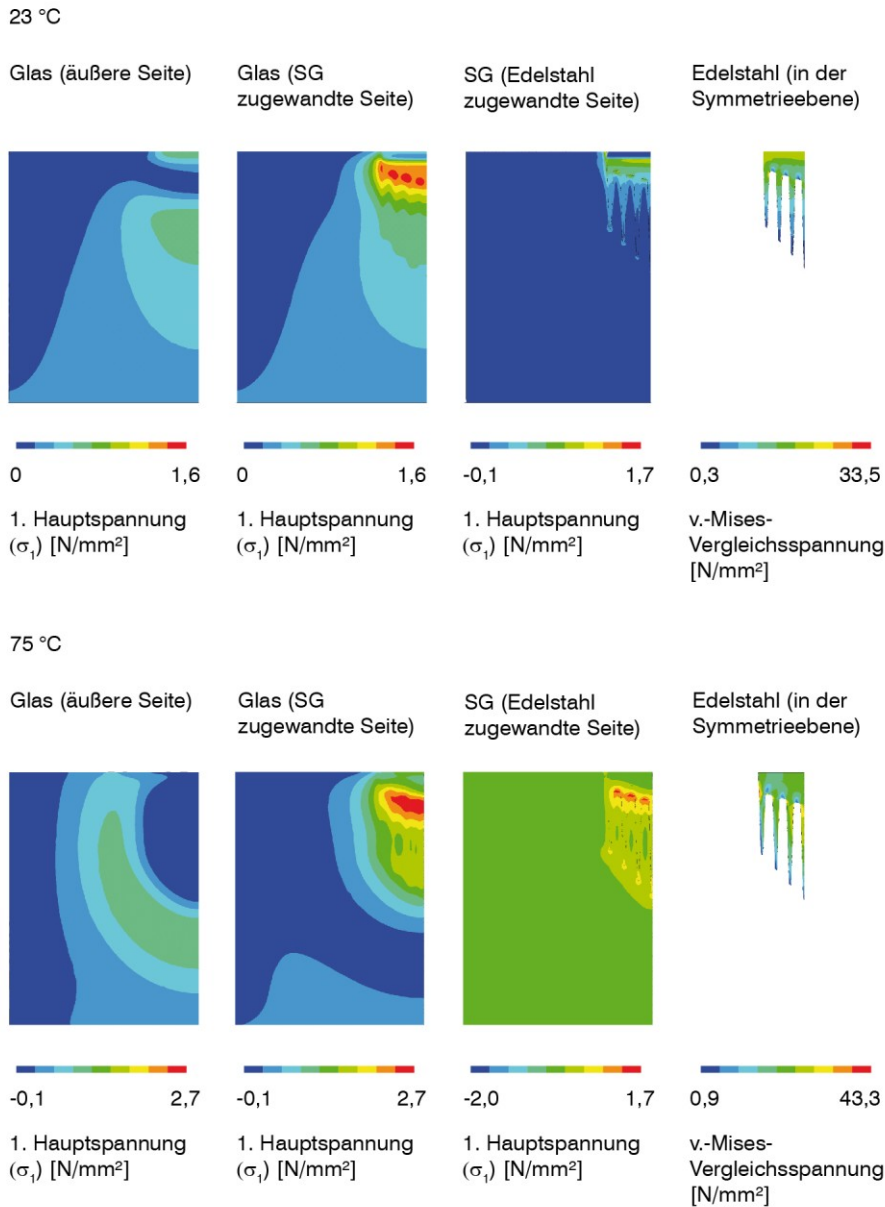 23 °C
Glas (äußere Seite)
Glas (SG
zugewandte Seite)
SG (Edelstahl
zugewandte Seite)
Edelstahl (in der
Symmetrieebene)
0
1,6
0
1,6
-0,1
1,7
0,3
33,5
1. Hauptspannung
(σ₁) [N/mm²]
1. Hauptspannung
(σ₁) [N/mm²]
1. Hauptspannung
(σ₁) [N/mm²]
v.-Mises-
Vergleichsspannung
[N/mm²]
75 °C
Glas (äußere Seite)
Glas (SG
zugewandte Seite)
SG (Edelstahl
zugewandte Seite)
Edelstahl (in der
Symmetrieebene)
-0,1
2,7
-0,1
2,7
-2,0
1,7
0,9
43,3
1. Hauptspannung
(σ₁) [N/mm²]
1. Hauptspannung
(σ₁) [N/mm²]
1. Hauptspannung
(σ₁) [N/mm²]
v.-Mises-
Vergleichsspannung
[N/mm²]